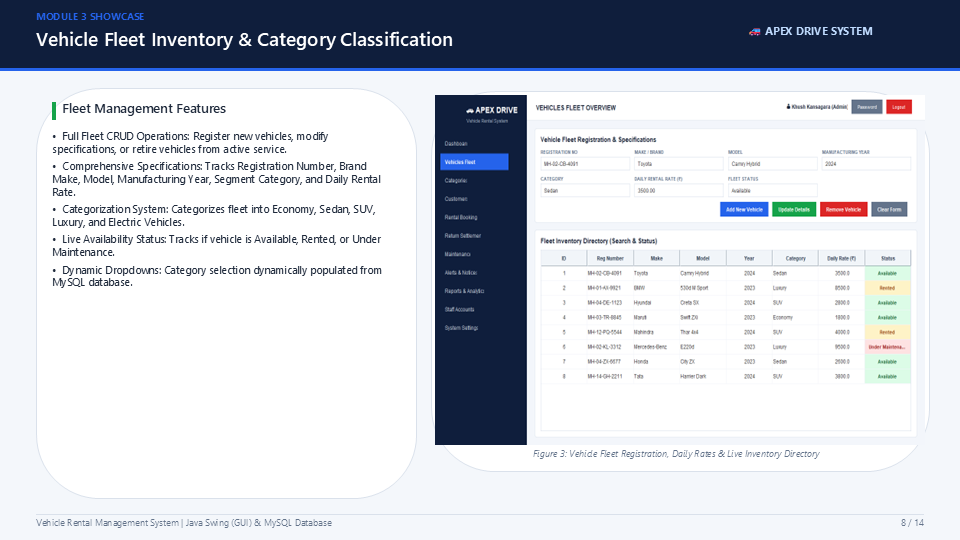 MODULE 3 SHOWCASE
Vehicle Fleet Inventory & Category Classification
APEX DRIVE SYSTEM
Fleet Management Features
• Full Fleet CRUD Operations: Register new vehicles, modify
specifications, or retire vehicles from active service.
• Comprehensive Specifications: Tracks Registration Number, Brand
Make, Model, Manufacturing Year, Segment Category, and Daily Rental
Rate.
• Categorization System: Categorizes fleet into Economy, Sedan, SUV,
Luxury, and Electric Vehicles.
• Live Availability Status: Tracks if vehicle is Available, Rented, or Under
Maintenance.
• Dynamic Dropdowns: Category selection dynamically populated from
MySQL database.
APEX DRIVE
Vehicle Rental System
Dashboard
Vehicles Fleet
Categories
Customers
Rental Booking
Return Settlement
Maintenance
Alerts & Notices
Reports & Analytics
Staff Accounts
System Settings
VEHICLES FLEET OVERVIEW
Khush Kansagara (Admin) Password Logout
Vehicle Fleet Registration & Specifications
REGISTRATION NO MAKE / BRAND MODEL MANUFACTURING YEAR
MH-02-CB-4091 Toyota Camry Hybrid 2024
CATEGORY DAILY RENTAL RATE (₹) FLEET STATUS
Sedan 3500.00 Available
Add New Vehicle Update Details Remove Vehicle Clear Form
Fleet Inventory Directory (Search & Status)
ID Reg Number Make Model Year Category Daily Rate (₹) Status
1 MH-02-CB-4091 Toyota Camry Hybrid 2024 Sedan 3500.0 Available
2 MH-01-AX-9921 BMW 530d M Sport 2023 Luxury 8500.0 Rented
3 MH-04-DE-1123 Hyundai Creta SX 2024 SUV 2800.0 Available
4 MH-03-TR-8845 Maruti Swift ZXi 2023 Economy 1800.0 Available
5 MH-12-PQ-5544 Mahindra Thar 4x4 2024 SUV 4000.0 Rented
6 MH-02-KL-3312 Mercedes-Benz E220d 2023 Luxury 9500.0 Under Maintena...
7 MH-04-ZX-6677 Honda City ZX 2023 Sedan 2600.0 Available
8 MH-14-GH-2211 Tata Harrier Dark 2024 SUV 3800.0 Available
Figure 3: Vehicle Fleet Registration, Daily Rates & Live Inventory Directory
Vehicle Rental Management System | Java Swing (GUI) & MySQL Database
8 / 14